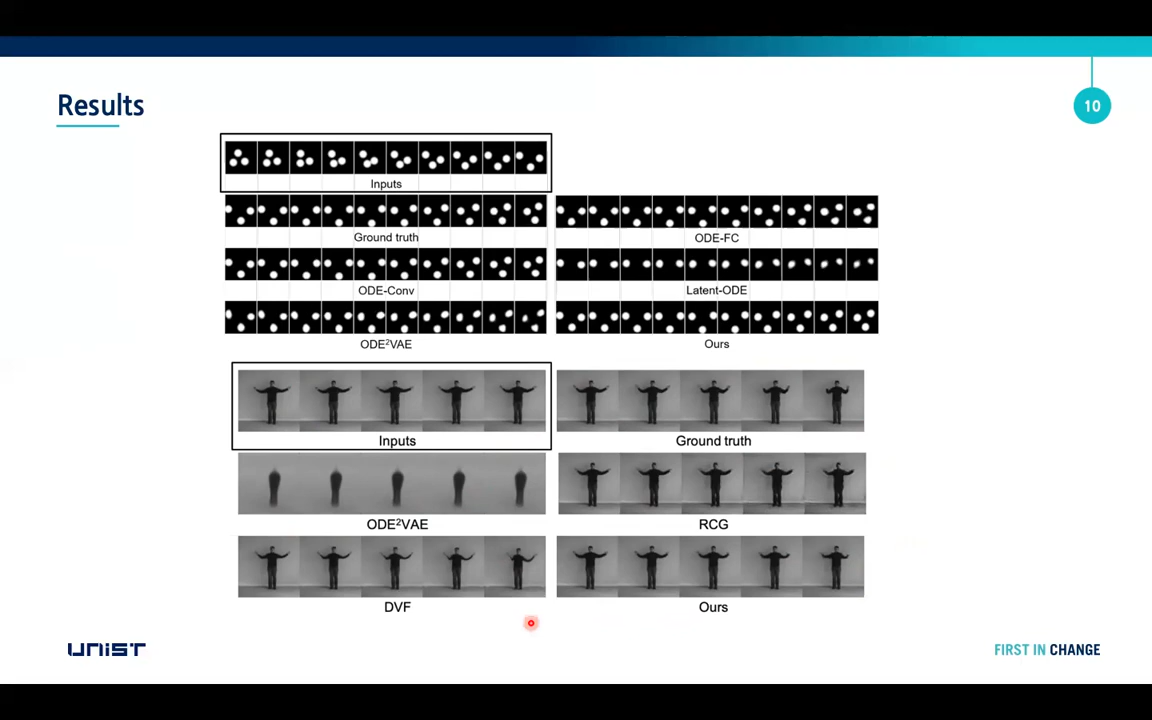 Results
10
Inputs
Ground truth
ODE-FC
ODE-Conv
Latent-ODE
ODE²VAE
Ours
Inputs
Ground truth
ODE²VAE
RCG
DVF
Ours
UNIST
FIRST IN CHANGE